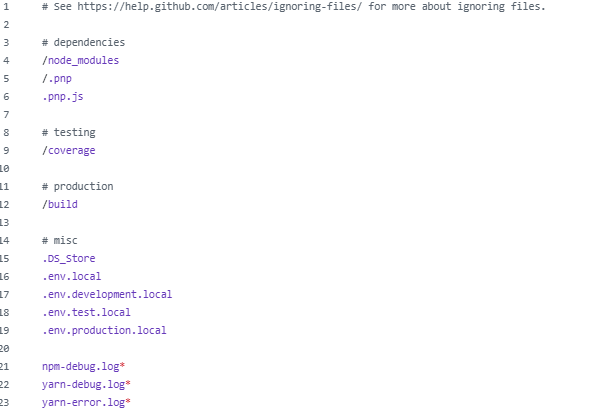 1 # See https://help.github.com/articles/ignoring-files/ for more about ignoring files.
2
3 # dependencies
4 /node_modules
5 /.pnp
6 .pnp.js
7
8 # testing
9 /coverage
10
11 # production
12 /build
13
14 # misc
15 .DS_Store
16 .env.local
17 .env.development.local
18 .env.test.local
19 .env.production.local
20
21 npm-debug.log*
22 yarn-debug.log*
23 yarn-error.log*